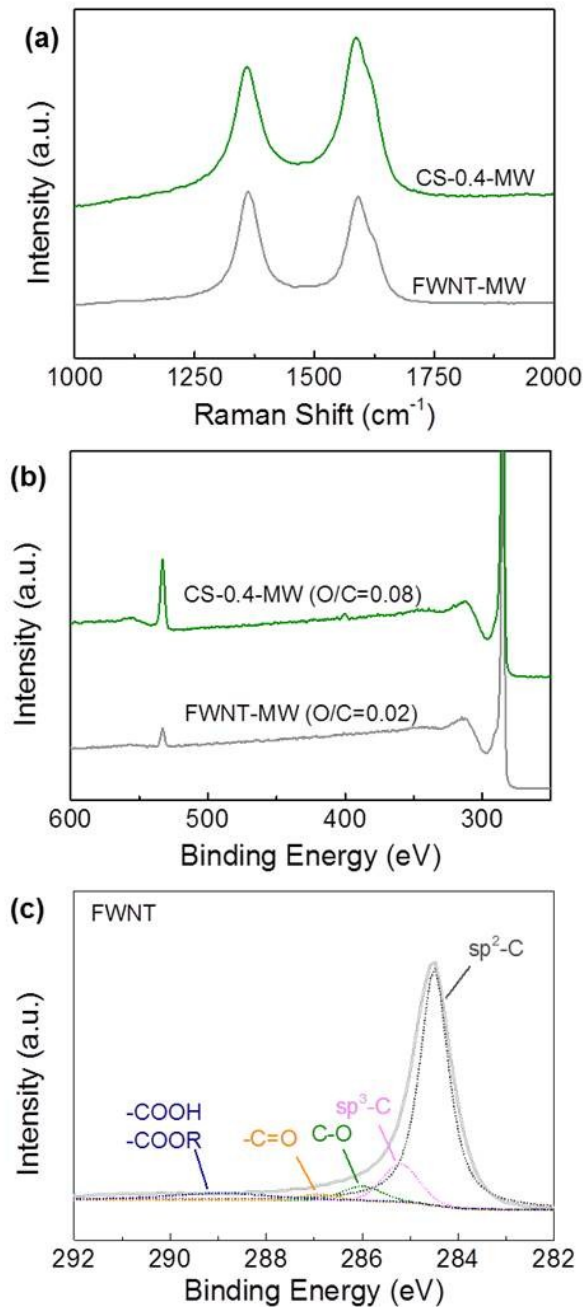 (a)
Intensity (a.u.)
CS-0.4-MW
FWNT-MW
1000 1250 1500 1750 2000
Raman Shift (cm⁻¹)
(b)
Intensity (a.u.)
CS-0.4-MW (O/C=0.08)
FWNT-MW (O/C=0.02)
600 500 400 300
Binding Energy (eV)
(c)
FWNT
Intensity (a.u.)
sp²-C
sp³-C
-COOH
-COOR
-C=O
C-O
292 290 288 286 284 282
Binding Energy (eV)